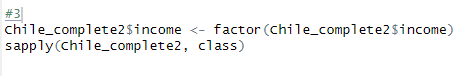 #3
Chile_complete2$income <- factor(Chile_complete2$income)
sapply(Chile_complete2, class)